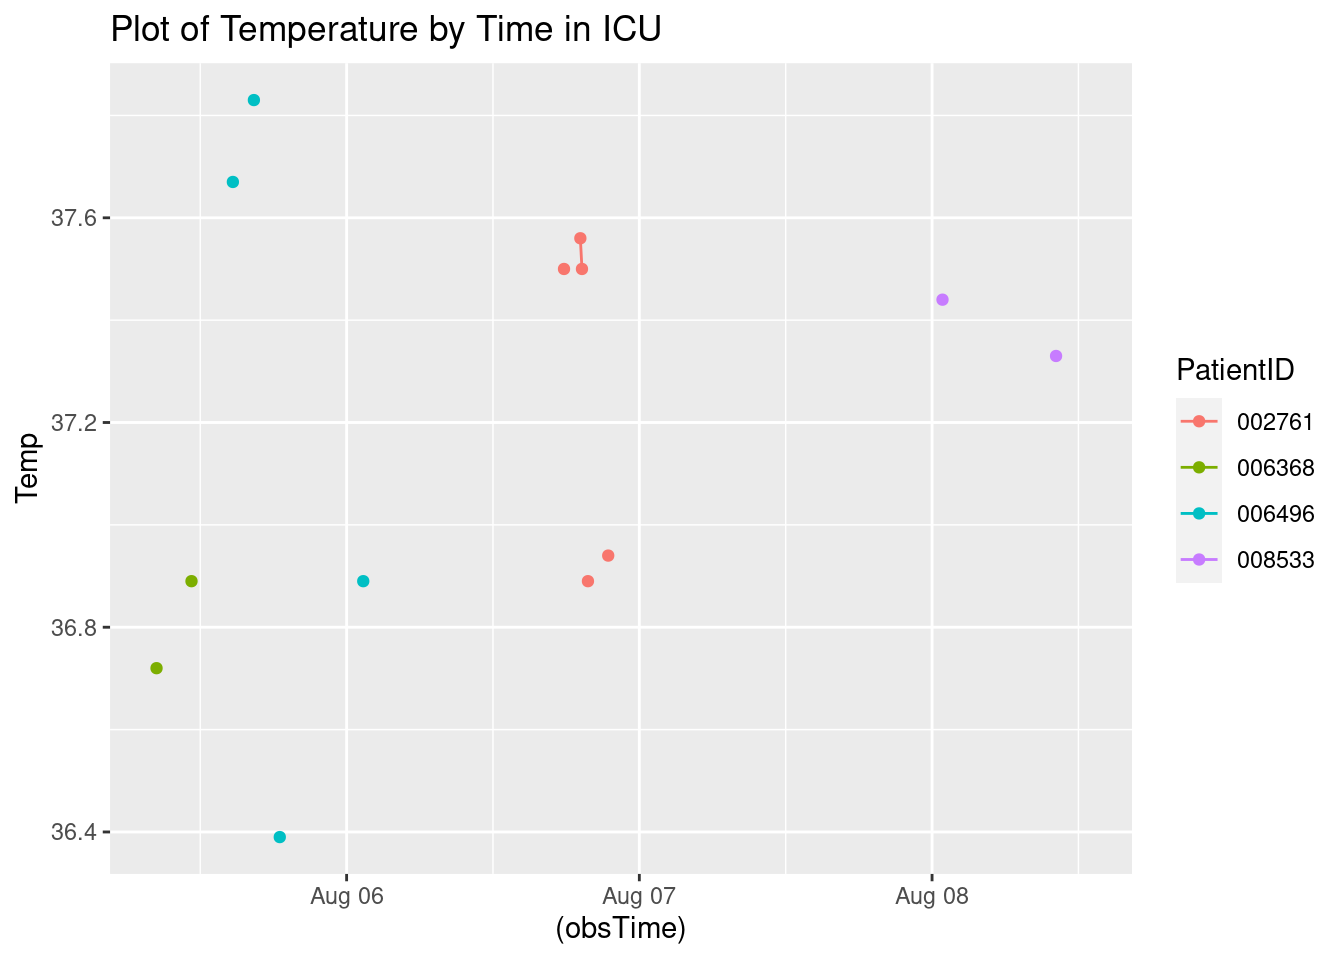 Plot of Temperature by Time in ICU
37.6
37.2
36.8
36.4
Temp
Aug 06
Aug 07
Aug 08
(obsTime)
PatientID
002761
006368
006496
008533